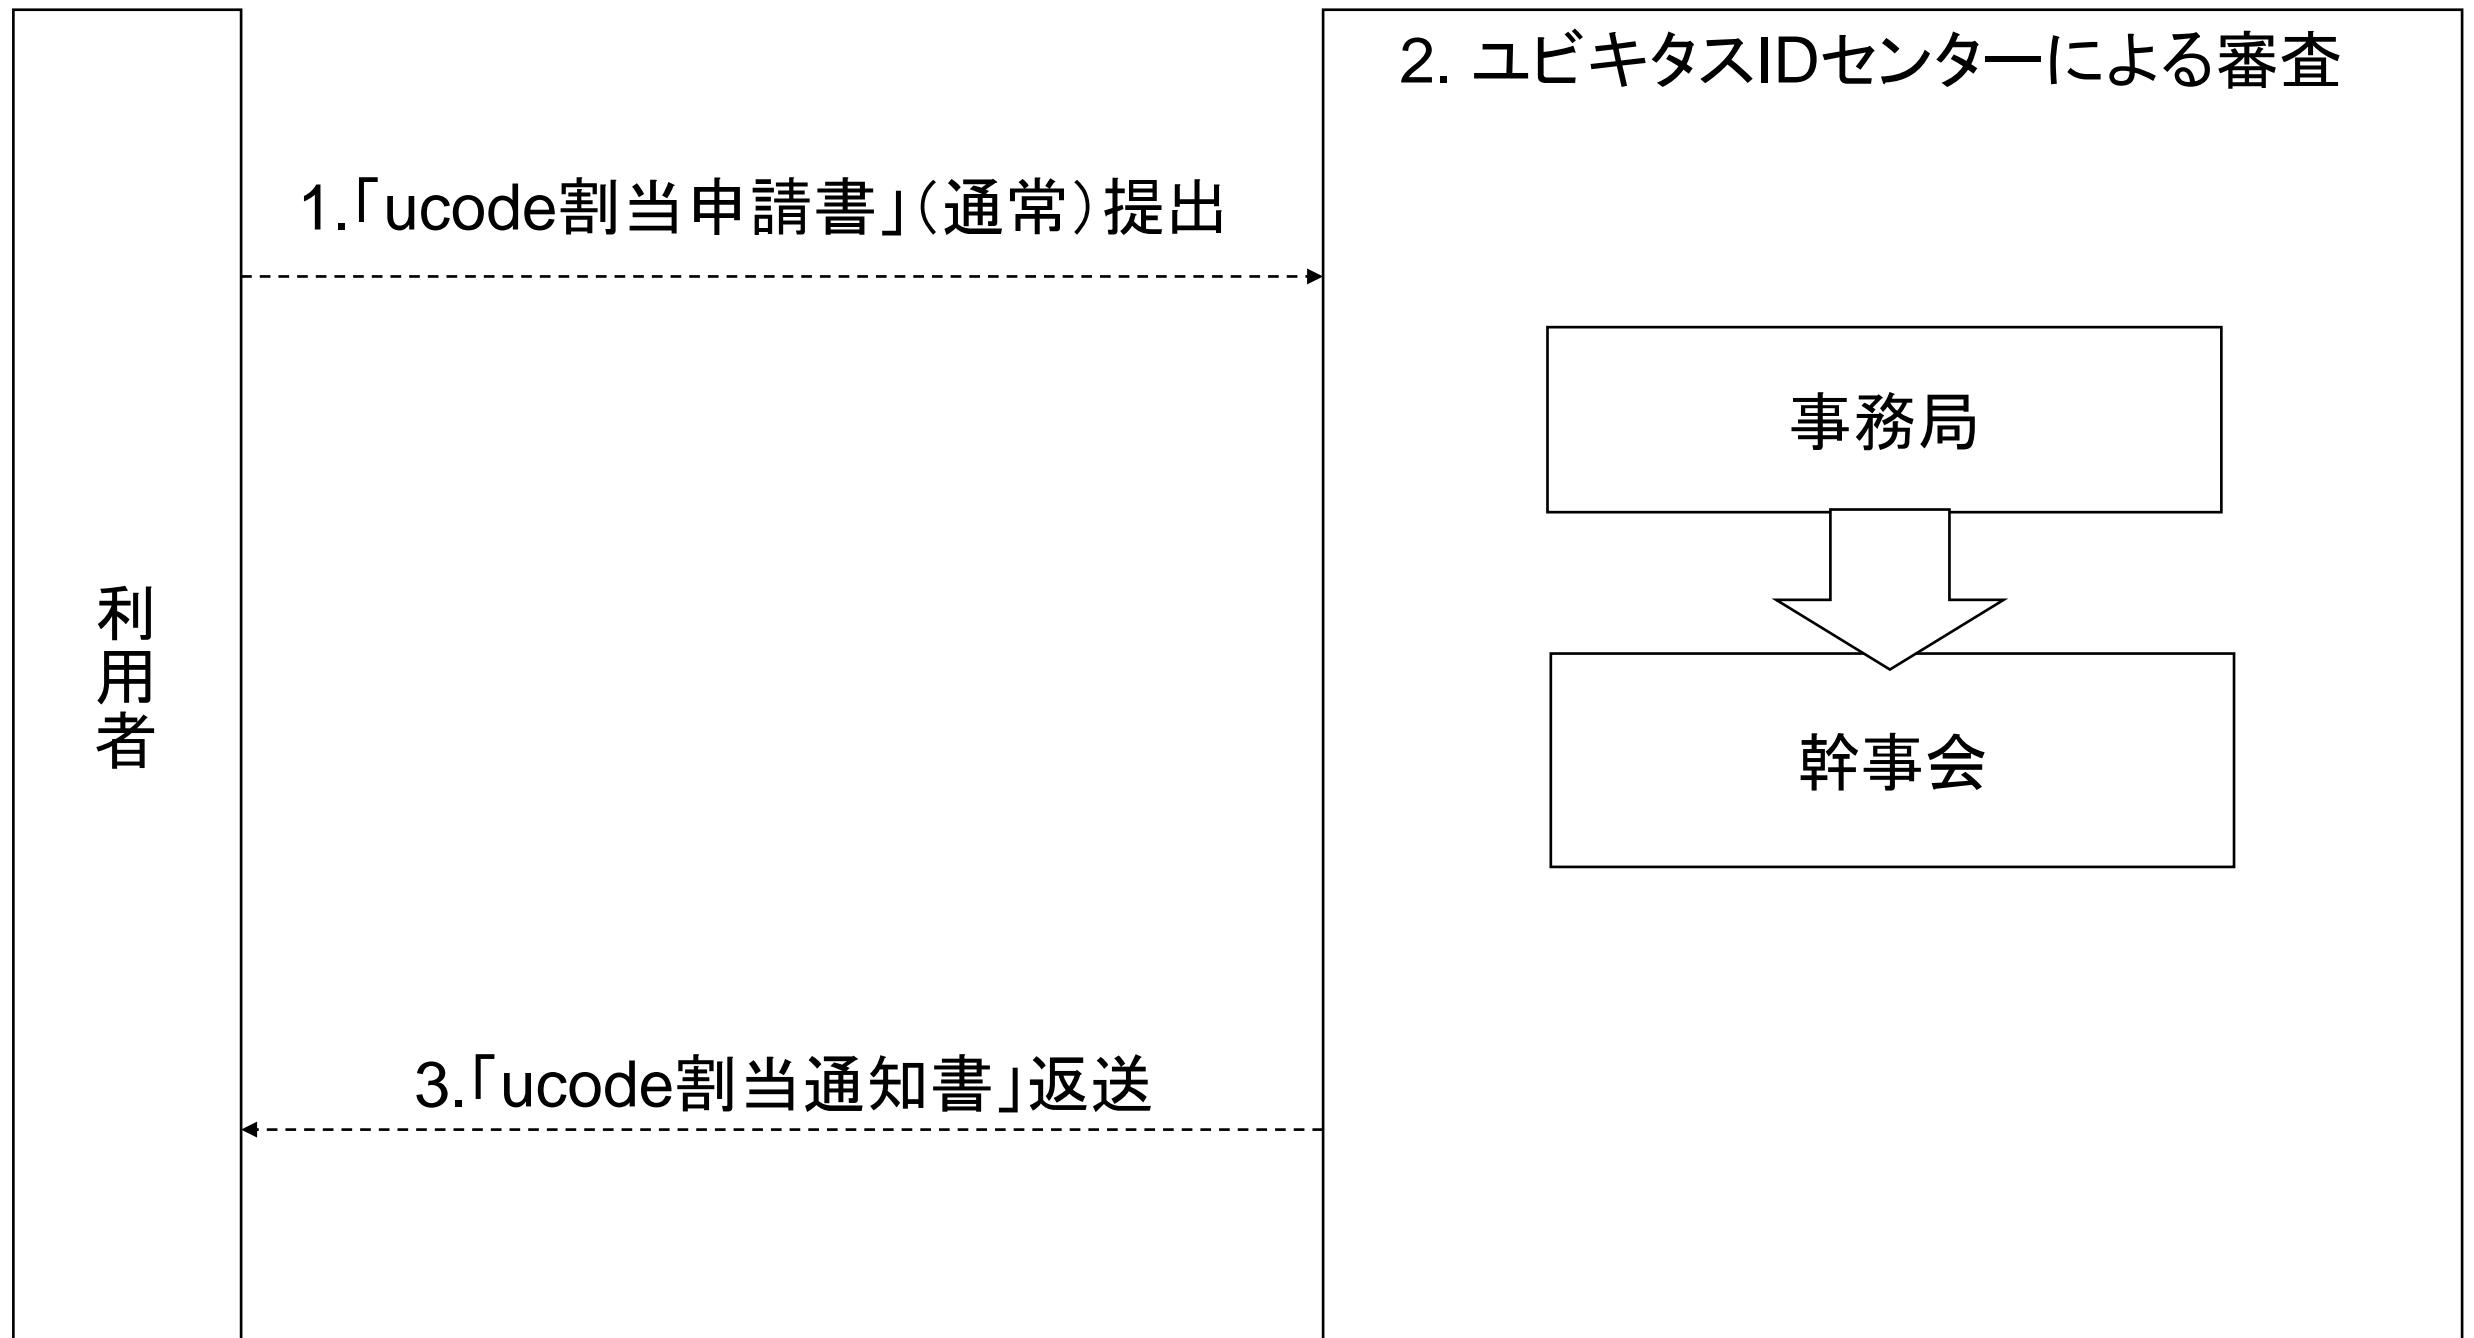 2. ユビキタスIDセンターによる審査
1.「ucode割当申請書」（通常）提出
事務局
利用者
幹事会
3.「ucode割当通知書」返送